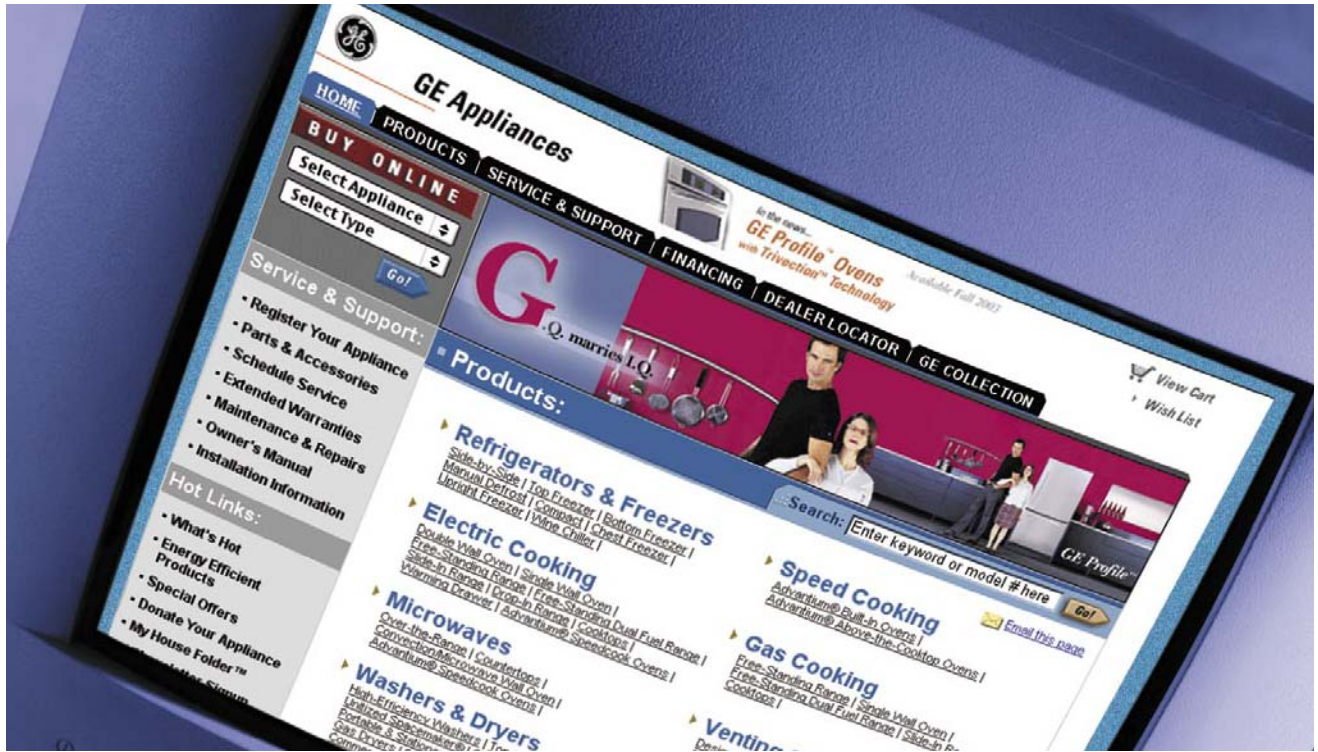 GE
GE Appliances
in the news...
GE Profile™ Ovens
with Trivection™ Technology
Available Fall 2003
View Cart
Wish List
HOME
PRODUCTS
SERVICE & SUPPORT
FINANCING
DEALER LOCATOR
GE COLLECTION
BUY ONLINE
Select Appliance
Select Type
Go!
G.Q. marries I.Q.
GE Profile™
Service & Support:
• Register Your Appliance
• Parts & Accessories
• Schedule Service
• Extended Warranties
• Maintenance & Repairs
• Owner's Manual
• Installation Information
Hot Links:
• What's Hot
• Energy Efficient
Products
• Special Offers
• Donate Your Appliance
• My House Folder™
Signup
Products:
Search: Enter keyword or model # here Go!
Email this page
Refrigerators & Freezers
Side-by-Side | Top Freezer | Bottom Freezer |
Manual Defrost | Compact | Chest Freezer |
Upright Freezer | Wine Chiller |
Electric Cooking
Double Wall Oven | Single Wall Oven |
Free-Standing Range | Free-Standing Dual Fuel Range |
Slide-In Range | Drop-In Range | Cooktops |
Warming Drawer | Advantium® Speedcook Ovens |
Microwaves
Over-the-Range | Countertops |
Convection/Microwave Wall Oven |
Advantium® Speedcook Ovens |
Washers & Dryers
High-Efficiency Washers | Top
Unitized Spacemaker® |
Portable & Station
Gas Dryers |
Speed Cooking
Advantium® Built-In Ovens |
Advantium® Above-the-Cooktop Ovens |
Gas Cooking
Free-Standing Range | Single Wall Oven |
Free-Standing Dual Fuel Range | Slide-In
Cooktops |
Venting